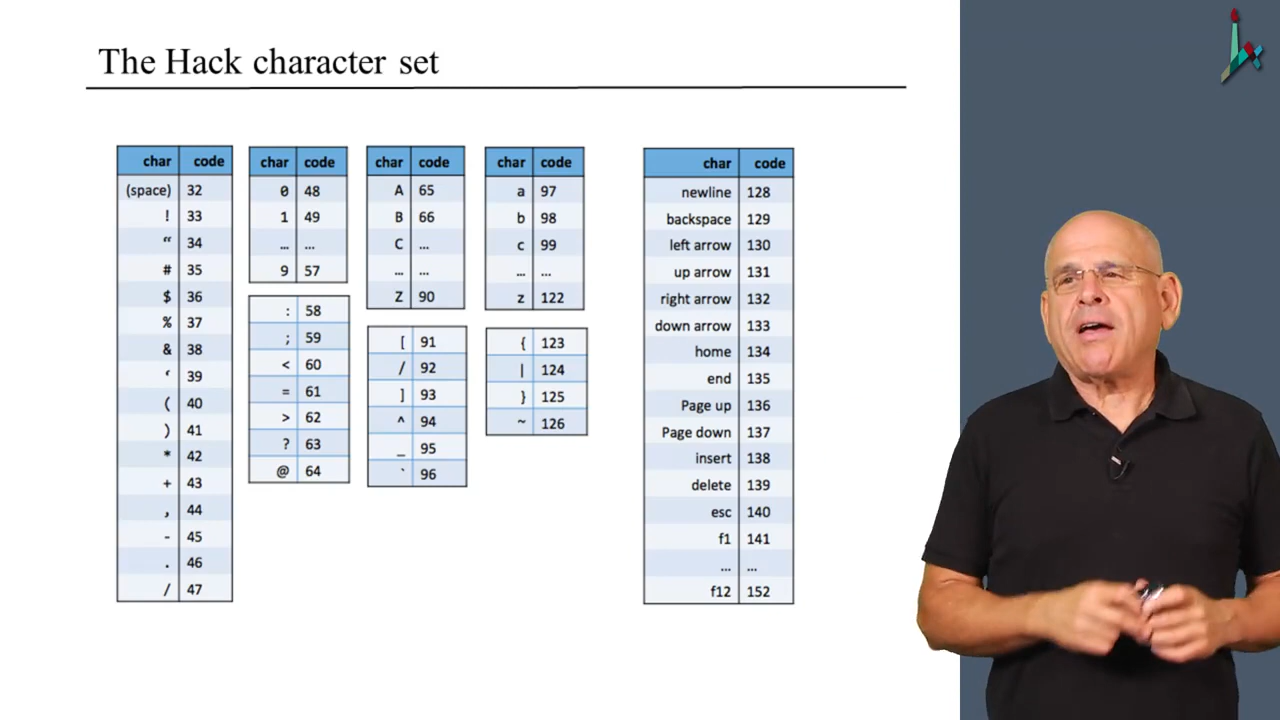 The Hack character set
char code
(space) 32
! 33
“ 34
# 35
$ 36
% 37
& 38
‘ 39
( 40
) 41
* 42
+ 43
, 44
- 45
. 46
/ 47
char code
0 48
1 49
... ...
9 57
: 58
; 59
< 60
= 61
> 62
? 63
@ 64
char code
A 65
B 66
C ...
... ...
Z 90
[ 91
/ 92
] 93
^ 94
_ 95
` 96
char code
a 97
b 98
c 99
... ...
z 122
{ 123
| 124
} 125
~ 126
char code
newline 128
backspace 129
left arrow 130
up arrow 131
right arrow 132
down arrow 133
home 134
end 135
Page up 136
Page down 137
insert 138
delete 139
esc 140
f1 141
... ...
f12 152